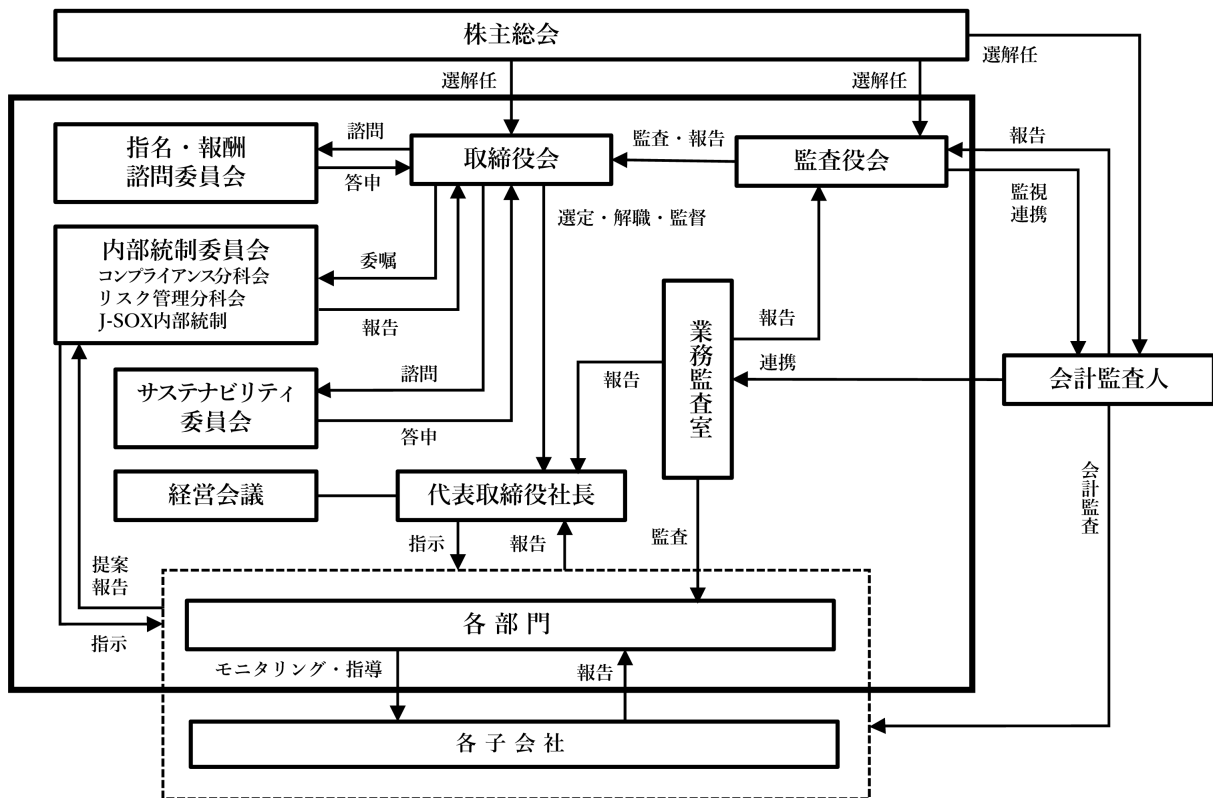 株主総会
選解任
選解任
選解任
指名・報酬
諮問委員会
諮問
答申
取締役会
監査・報告
監査役会
報告
監視
連携
選定・解職・監督
内部統制委員会
コンプライアンス分科会
リスク管理分科会
J-SOX内部統制
委嘱
報告
業務監査室
報告
報告
連携
会計監査人
サステナビリティ
委員会
諮問
答申
経営会議
代表取締役社長
指示
報告
監査
会計監査
提案
報告
指示
各部門
モニタリング・指導
報告
各子会社